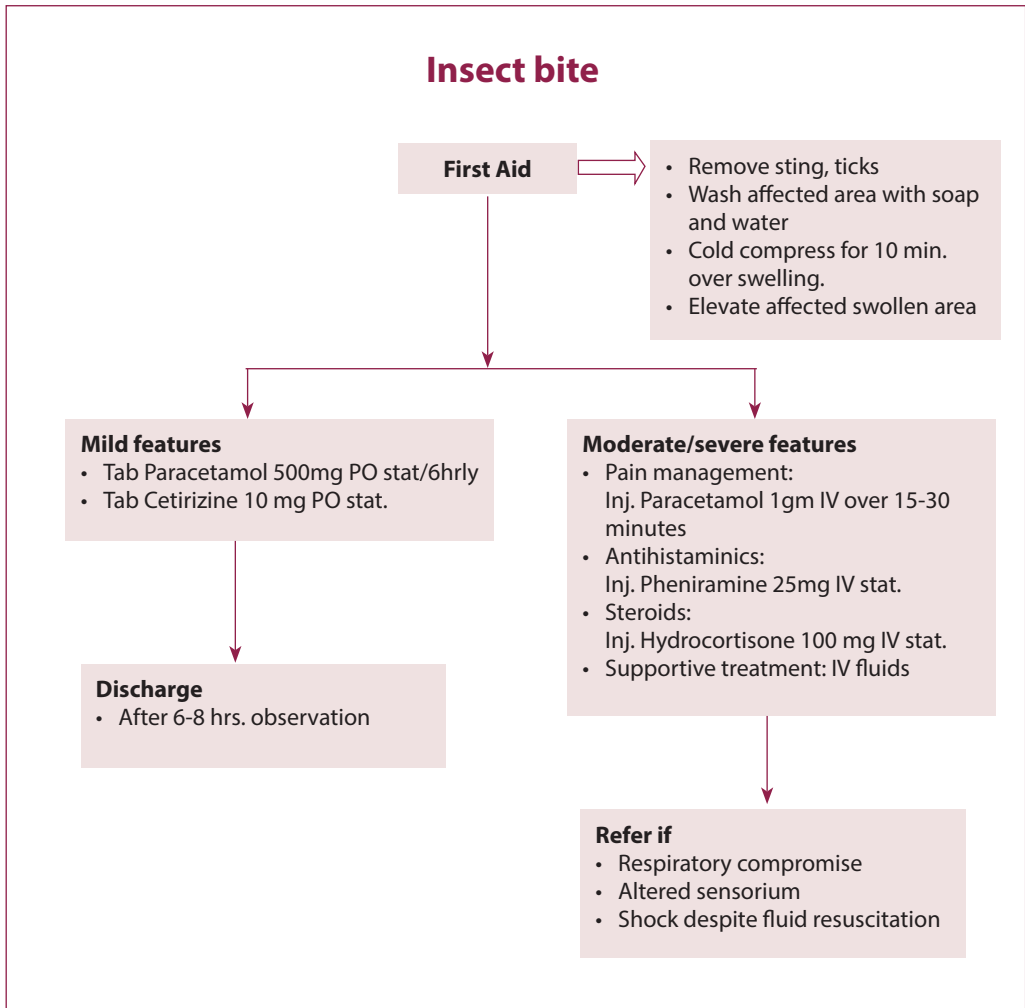 Insect bite
First Aid
• Remove sting, ticks
• Wash affected area with soap
and water
• Cold compress for 10 min.
over swelling.
• Elevate affected swollen area
Mild features
• Tab Paracetamol 500mg PO stat/6hrly
• Tab Cetirizine 10 mg PO stat.
Discharge
• After 6-8 hrs. observation
Moderate/severe features
• Pain management:
Inj. Paracetamol 1gm IV over 15-30
minutes
• Antihistaminics:
Inj. Pheniramine 25mg IV stat.
• Steroids:
Inj. Hydrocortisone 100 mg IV stat.
• Supportive treatment: IV fluids
Refer if
• Respiratory compromise
• Altered sensorium
• Shock despite fluid resuscitation